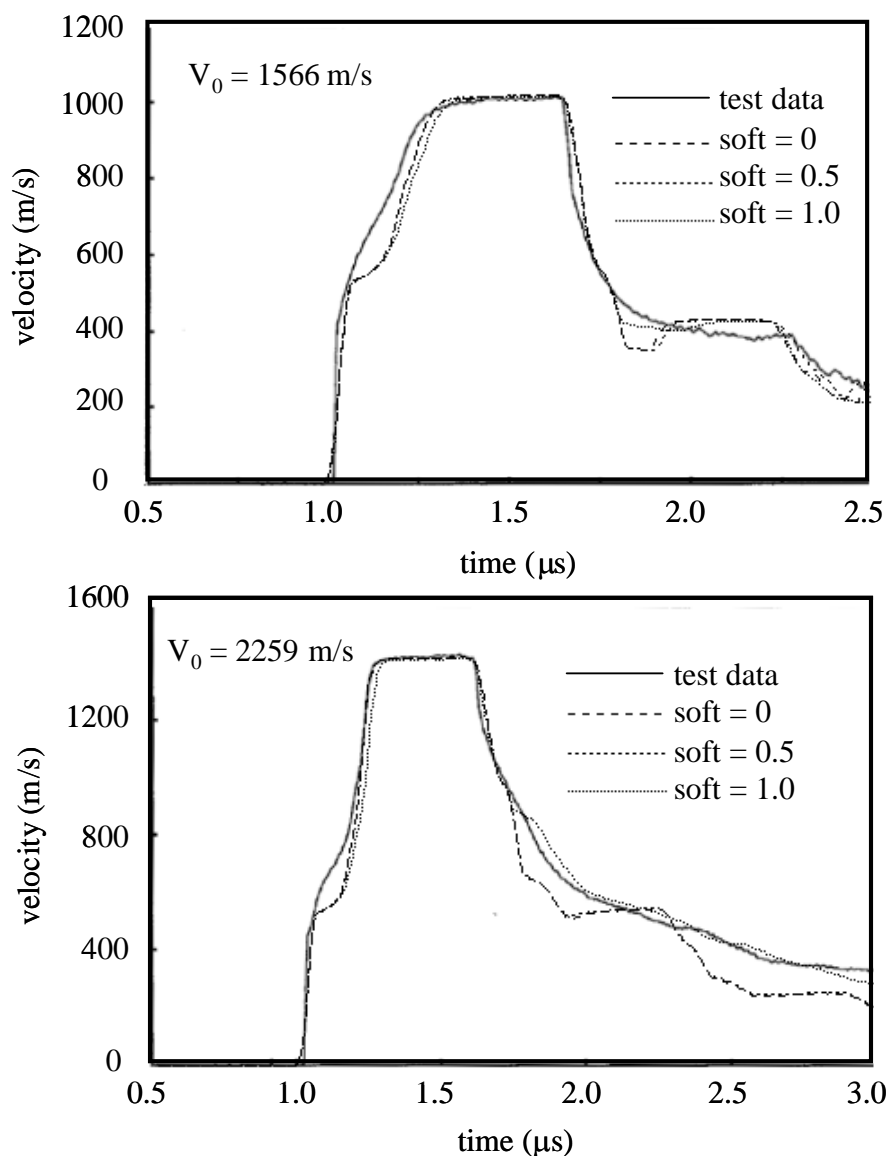 1200
V0 = 1566 m/s
1000
test data
soft = 0
800
soft = 0.5
soft = 1.0
600
velocity (m/s)
400
200
0
0.5 1.0 1.5 2.0 2.5
time (μs)
1600
V0 = 2259 m/s
test data
soft = 0
1200
soft = 0.5
soft = 1.0
800
velocity (m/s)
400
0
0.5 1.0 1.5 2.0 2.5 3.0
time (μs)